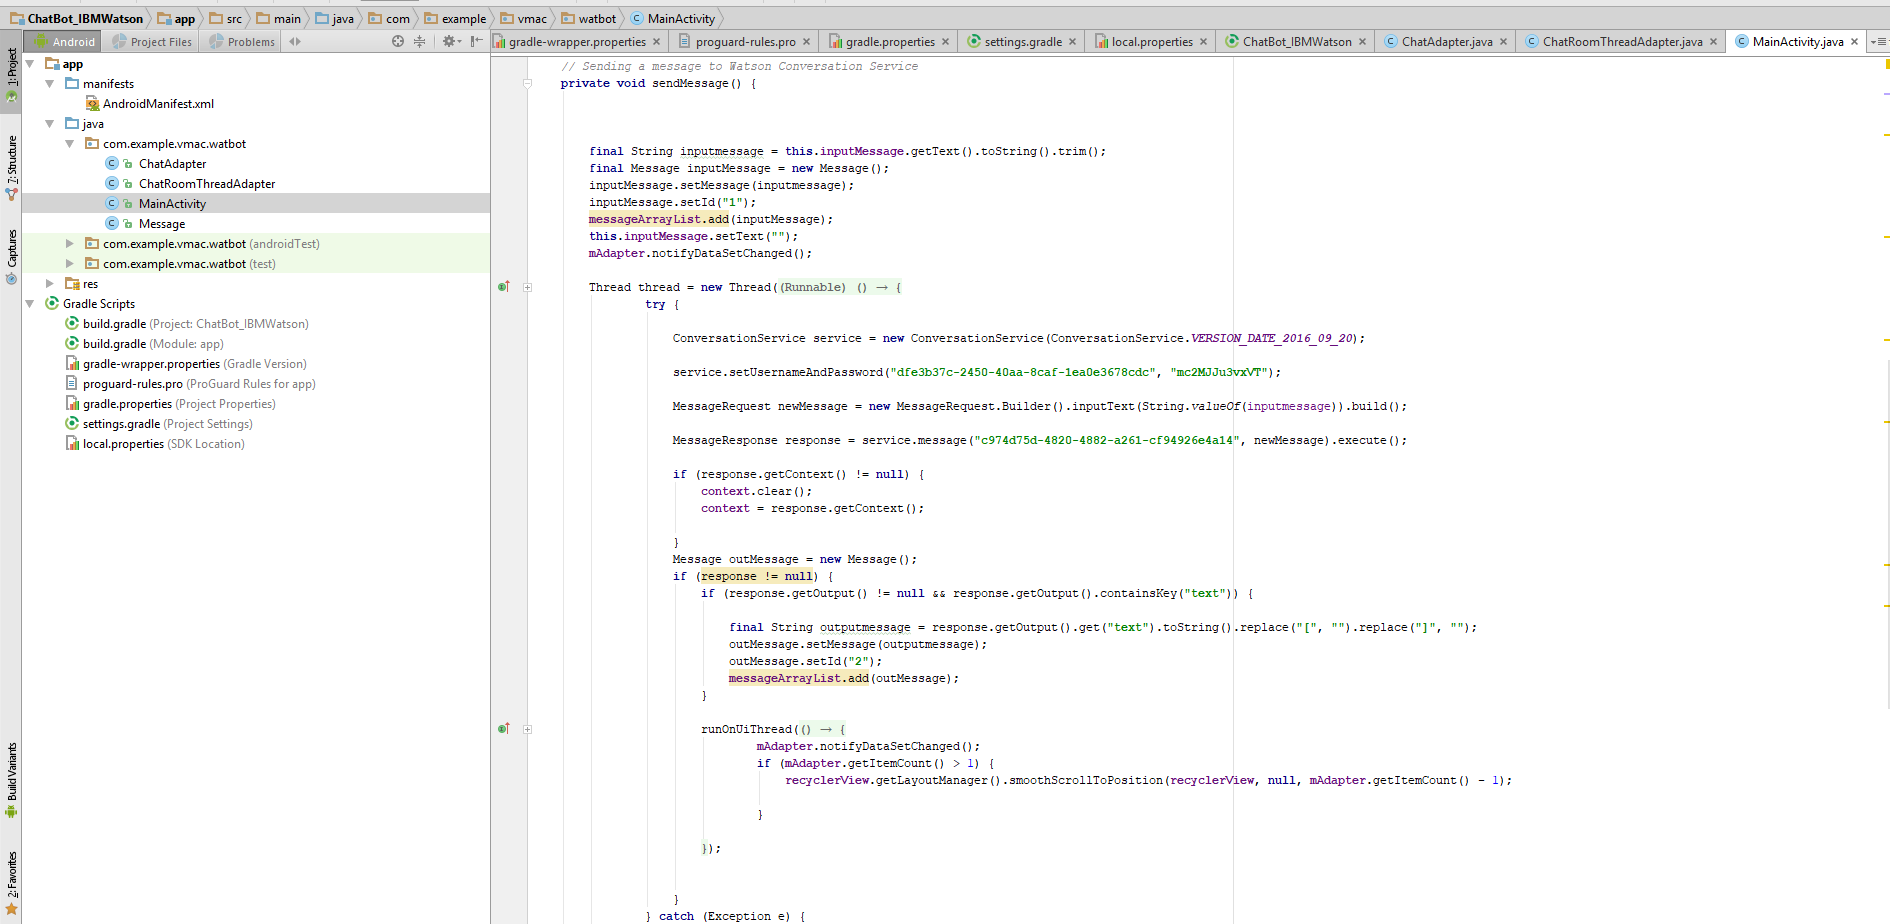 ChatBot_IBMWatson app src main java com example vmac watbot MainActivity
Android Project Files Problems
gradle-wrapper.properties proguard-rules.pro gradle.properties settings.gradle local.properties ChatBot_IBMWatson ChatAdapter.java ChatRoomThreadAdapter.java MainActivity.java
1: Project
7: Structure
Captures
Build Variants
2: Favorites
app
manifests
AndroidManifest.xml
java
com.example.vmac.watbot
ChatAdapter
ChatRoomThreadAdapter
MainActivity
Message
com.example.vmac.watbot (androidTest)
com.example.vmac.watbot (test)
res
Gradle Scripts
build.gradle (Project: ChatBot_IBMWatson)
build.gradle (Module: app)
gradle-wrapper.properties (Gradle Version)
proguard-rules.pro (ProGuard Rules for app)
gradle.properties (Project Properties)
settings.gradle (Project Settings)
local.properties (SDK Location)
// Sending a message to Watson Conversation Service
private void sendMessage() {
final String inputmessage = this.inputMessage.getText().toString().trim();
final Message inputMessage = new Message();
inputMessage.setMessage(inputmessage);
inputMessage.setId("1");
messageArrayList.add(inputMessage);
this.inputMessage.setText("");
mAdapter.notifyDataSetChanged();
Thread thread = new Thread((Runnable) () → {
try {
ConversationService service = new ConversationService(ConversationService.VERSION_DATE_2016_09_20);
service.setUsernameAndPassword("dfe3b37c-2450-40aa-8caf-1ea0e3678cdc", "mc2MJJu3vxVT");
MessageRequest newMessage = new MessageRequest.Builder().inputText(String.valueOf(inputmessage)).build();
MessageResponse response = service.message("c974d75d-4820-4882-a261-cf94926e4a14", newMessage).execute();
if (response.getContext() != null) {
context.clear();
context = response.getContext();
}
Message outMessage = new Message();
if (response != null) {
if (response.getOutput() != null && response.getOutput().containsKey("text")) {
final String outputmessage = response.getOutput().get("text").toString().replace("[", "").replace("]", "");
outMessage.setMessage(outputmessage);
outMessage.setId("2");
messageArrayList.add(outMessage);
}
runOnUiThread(() → {
mAdapter.notifyDataSetChanged();
if (mAdapter.getItemCount() > 1) {
recyclerView.getLayoutManager().smoothScrollToPosition(recyclerView, null, mAdapter.getItemCount() - 1);
}
});
}
} catch (Exception e) {